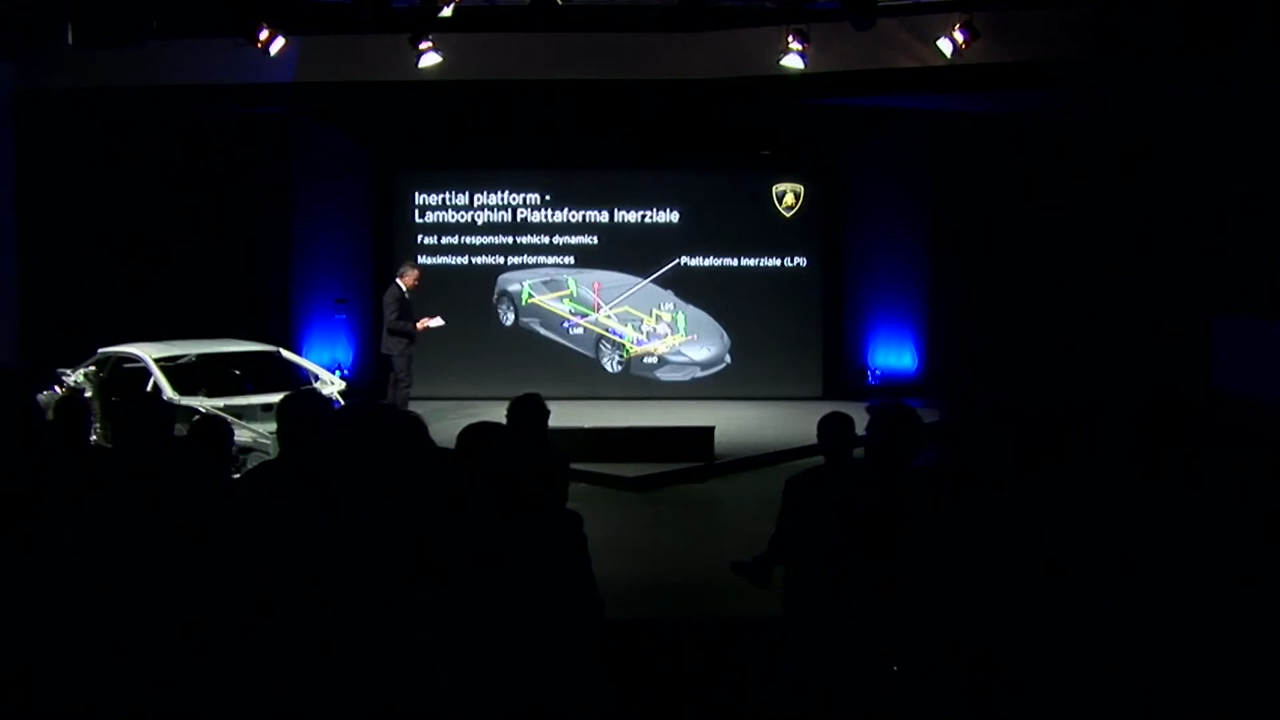 Inertial platform -
Lamborghini Piattaforma Inerziale
Fast and responsive vehicle dynamics
Maximized vehicle performances
Piattaforma Inerziale (LPI)
LDS
4WD